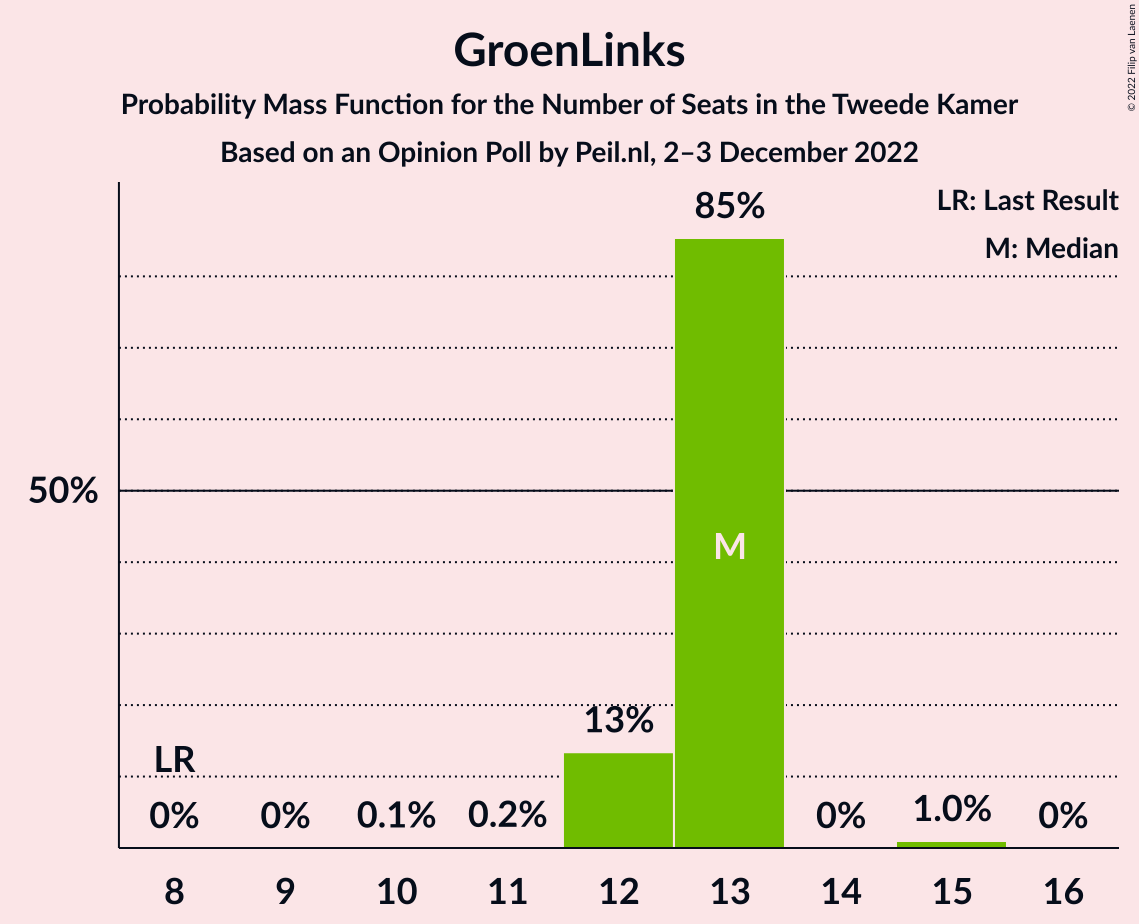 GroenLinks
Probability Mass Function for the Number of Seats in the Tweede Kamer
Based on an Opinion Poll by Peil.nl, 2–3 December 2022
© 2022 Filip van Laenen
LR: Last Result
M: Median
85%
50%
M
13%
LR
0% 0% 0.1% 0.2% 0% 1.0% 0%
8 9 10 11 12 13 14 15 16